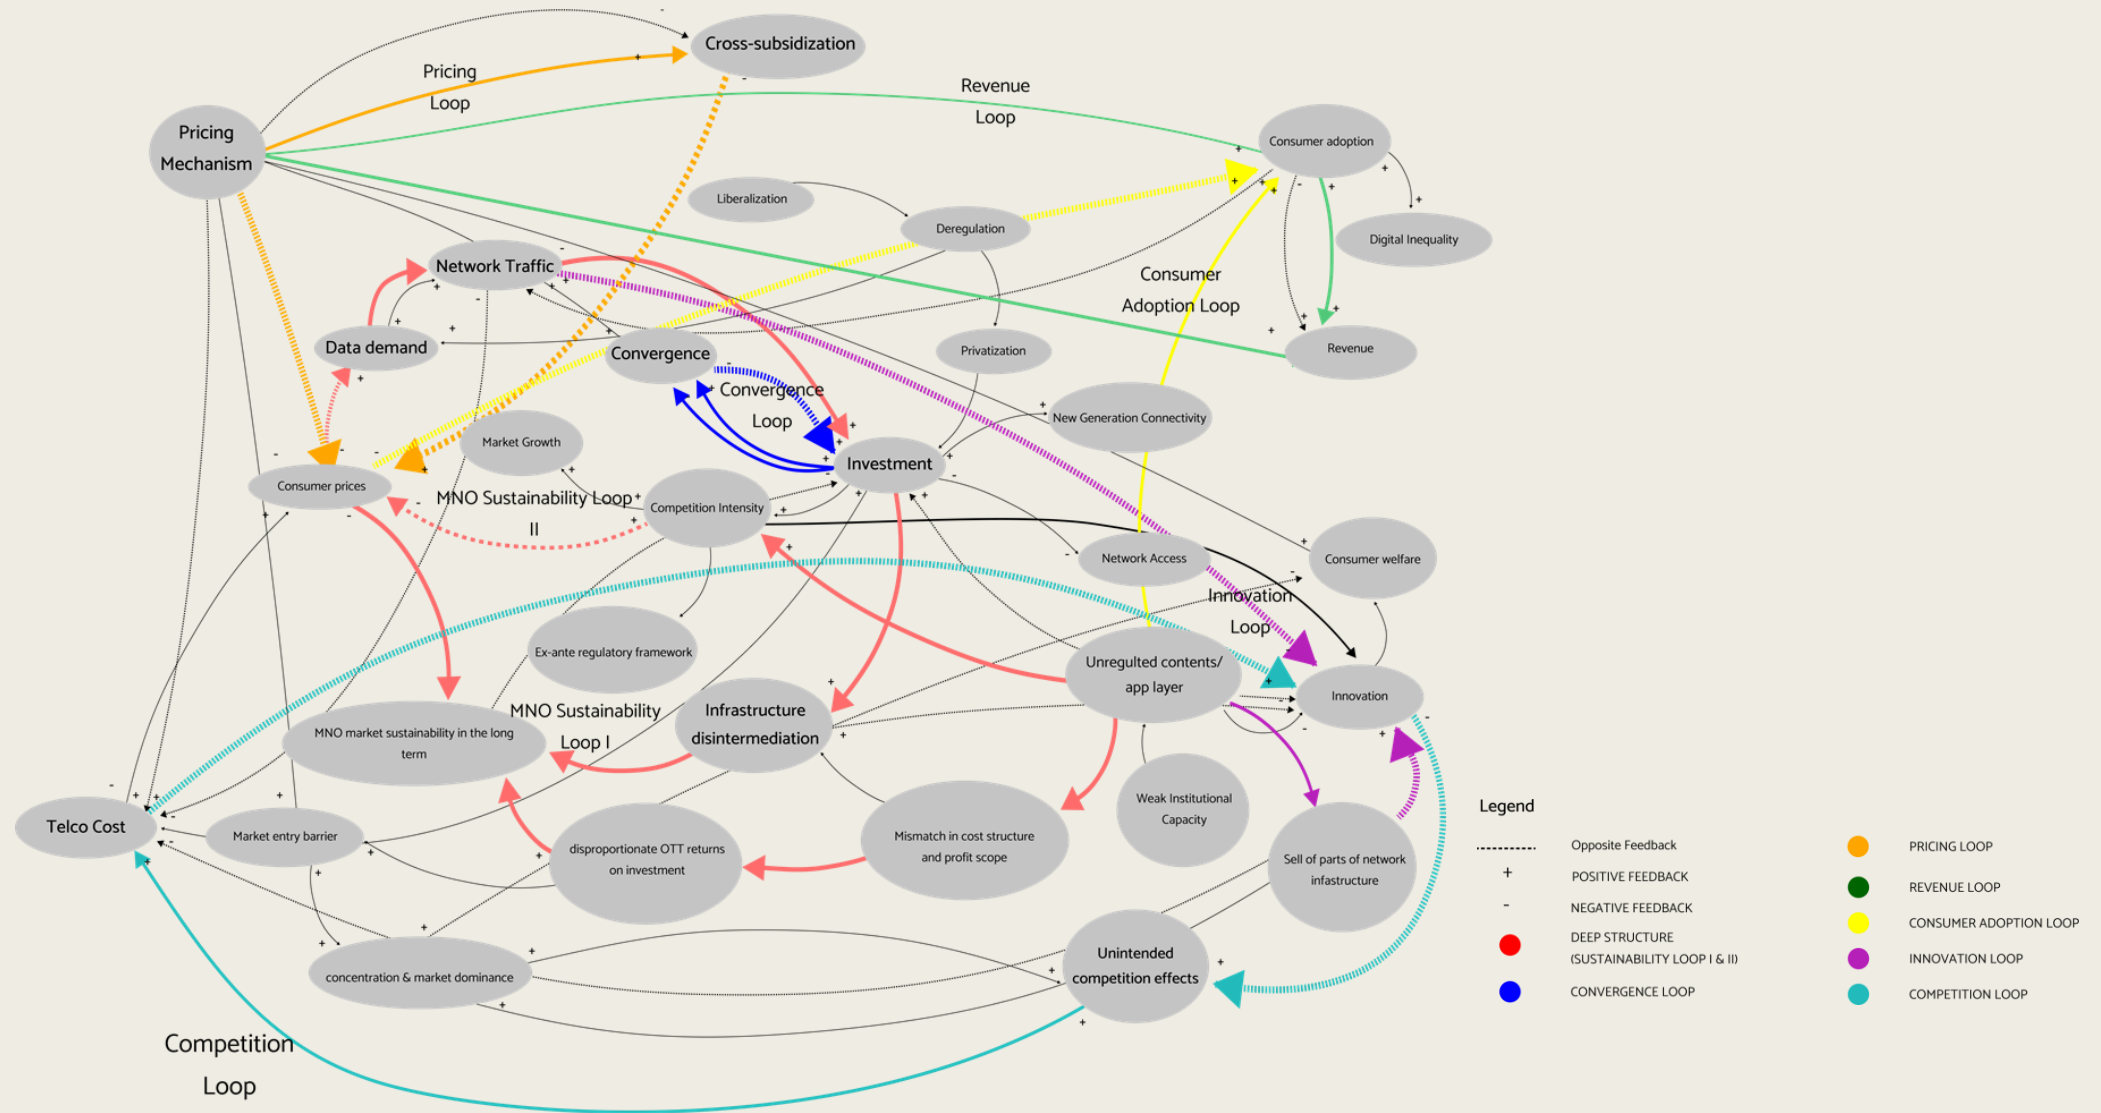 Cross-subsidization
Pricing
Loop
Revenue
Loop
Pricing
Mechanism
Consumer adoption
Liberalization
Deregulation
Digital Inequality
Network Traffic
Consumer
Adoption Loop
Data demand
Convergence
Privatization
Revenue
Convergence
Loop
New Generation Connectivity
Market Growth
Investment
Consumer prices
MNO Sustainability Loop
II
Competition Intensity
Network Access
Consumer welfare
Innovation
Loop
Ex-ante regulatory framework
Unregulted contents/
app layer
Innovation
MNO Sustainability
Loop I
Infrastructure
disintermediation
MNO market sustainability in the long
term
Weak Institutional
Capacity
Telco Cost
Market entry barrier
disproportionate OTT returns
on investment
Mismatch in cost structure
and profit scope
Sell of parts of network
infastructure
concentration & market dominance
Unintended
competition effects
Competition
Loop
Legend
Opposite Feedback
+ POSITIVE FEEDBACK
- NEGATIVE FEEDBACK
DEEP STRUCTURE
(SUSTAINABILITY LOOP I & II)
CONVERGENCE LOOP
PRICING LOOP
REVENUE LOOP
CONSUMER ADOPTION LOOP
INNOVATION LOOP
COMPETITION LOOP